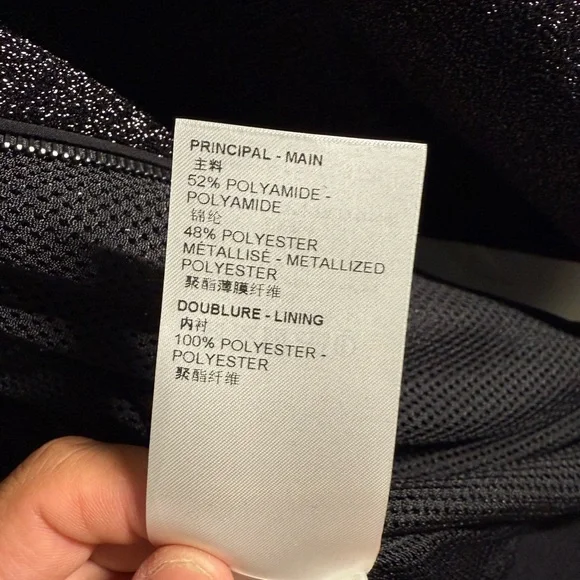 PRINCIPAL - MAIN
主料
52% POLYAMIDE -
POLYAMIDE
锦纶
48% POLYESTER
MÉTALLISÉ - METALLIZED
POLYESTER
聚酯薄膜纤维
DOUBLURE - LINING
内衬
100% POLYESTER -
POLYESTER
聚酯纤维